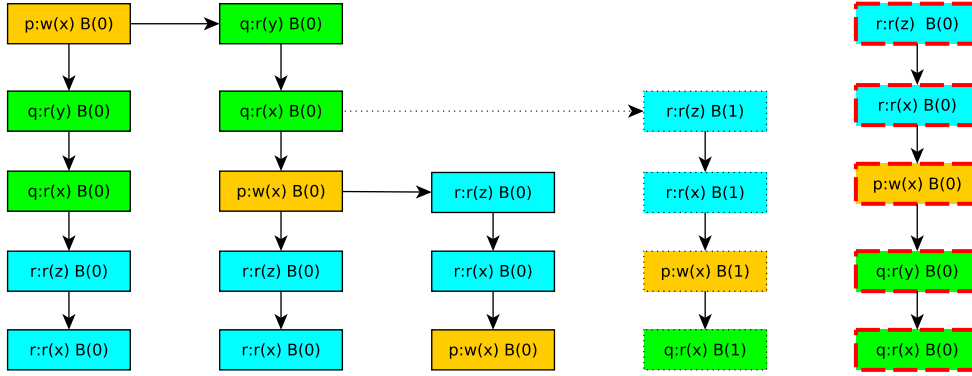 p:w(x) B(0)
q:r(y) B(0)
q:r(x) B(0)
r:r(z) B(0)
r:r(x) B(0)
q:r(y) B(0)
q:r(x) B(0)
p:w(x) B(0)
r:r(z) B(0)
r:r(x) B(0)
r:r(z) B(0)
r:r(x) B(0)
p:w(x) B(0)
r:r(z) B(1)
r:r(x) B(1)
p:w(x) B(1)
q:r(x) B(1)
r:r(z)  B(0)
r:r(x) B(0)
p:w(x) B(0)
q:r(y) B(0)
q:r(x) B(0)